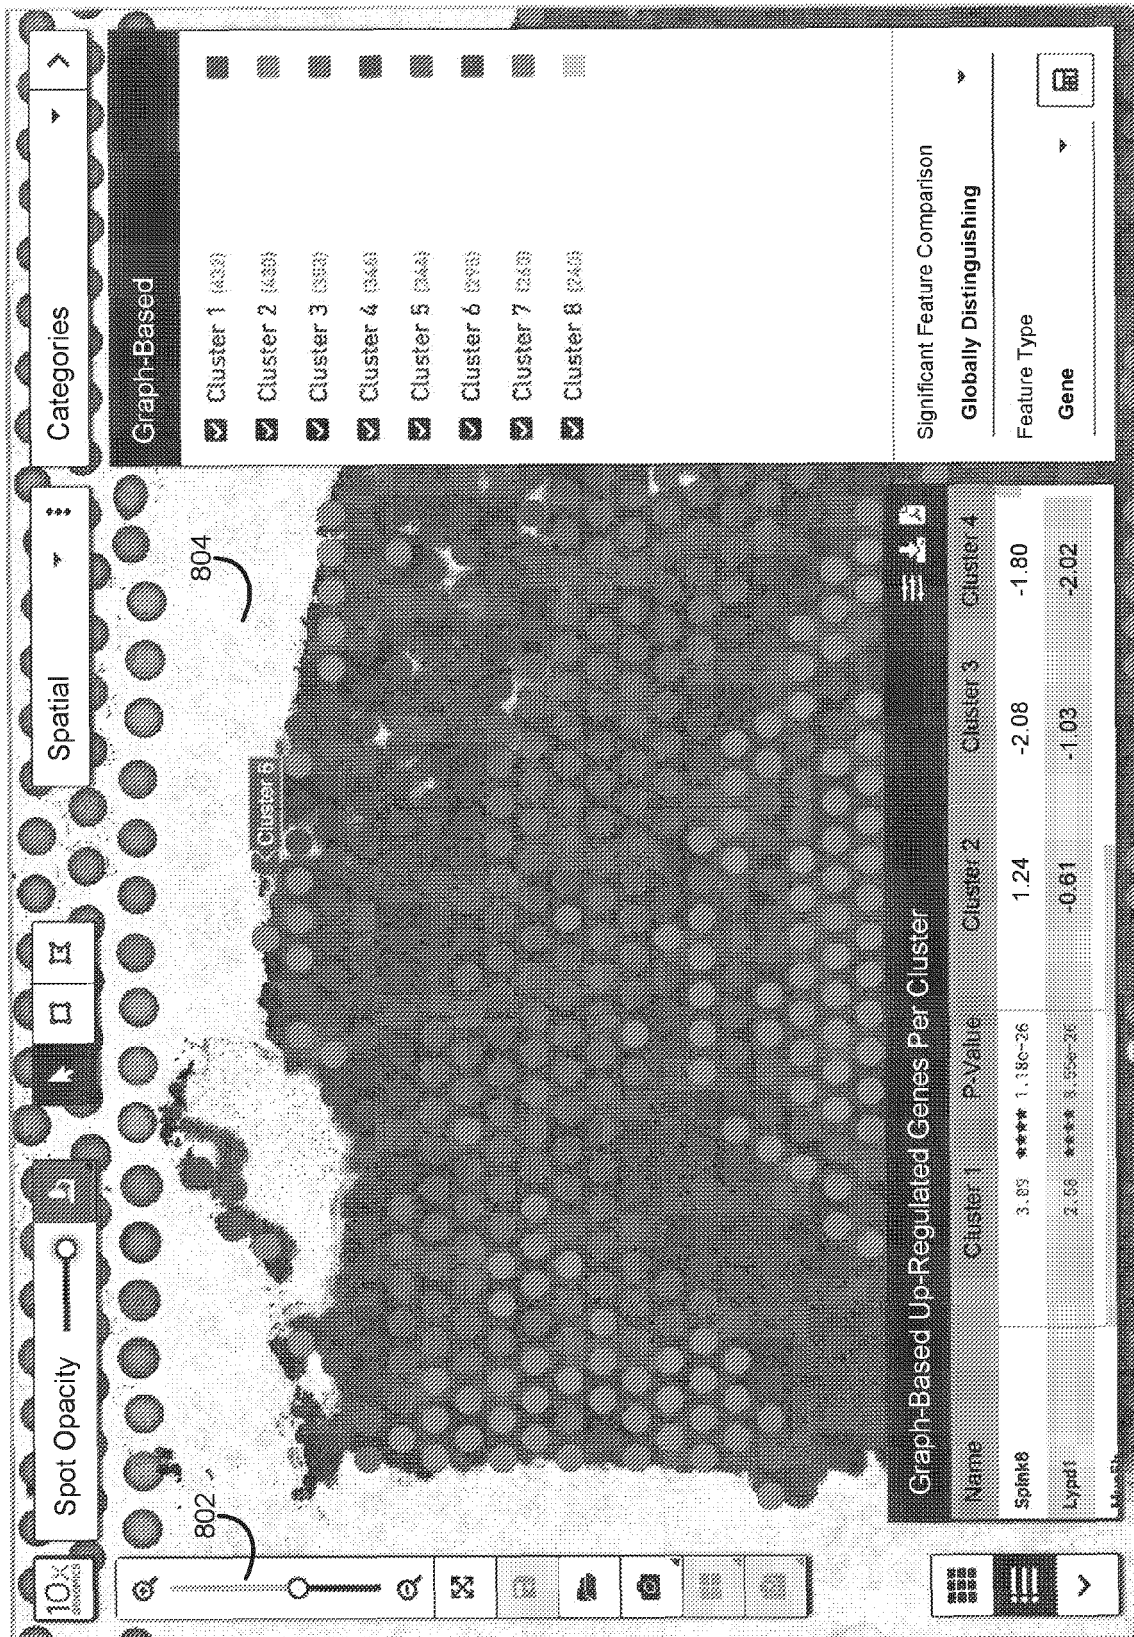 10x
GENOMICS
Spot Opacity
Spatial
Categories
802
804
Cluster 6
Graph-Based
Cluster 1 (433)
Cluster 2
Cluster 3
Cluster 4
Cluster 5
Cluster 6
Cluster 7
Cluster 8
Significant Feature Comparison
Globally Distinguishing
Feature Type
Gene
Graph-Based Up-Regulated Genes Per Cluster
Name Cluster 1 P-Value Cluster 2 Cluster 3 Cluster 4
Spink8 3.89 **** 1.18e-26 1.24 -2.08 -1.80
Lypd1 2.58 **** -0.61 -1.03 -2.02